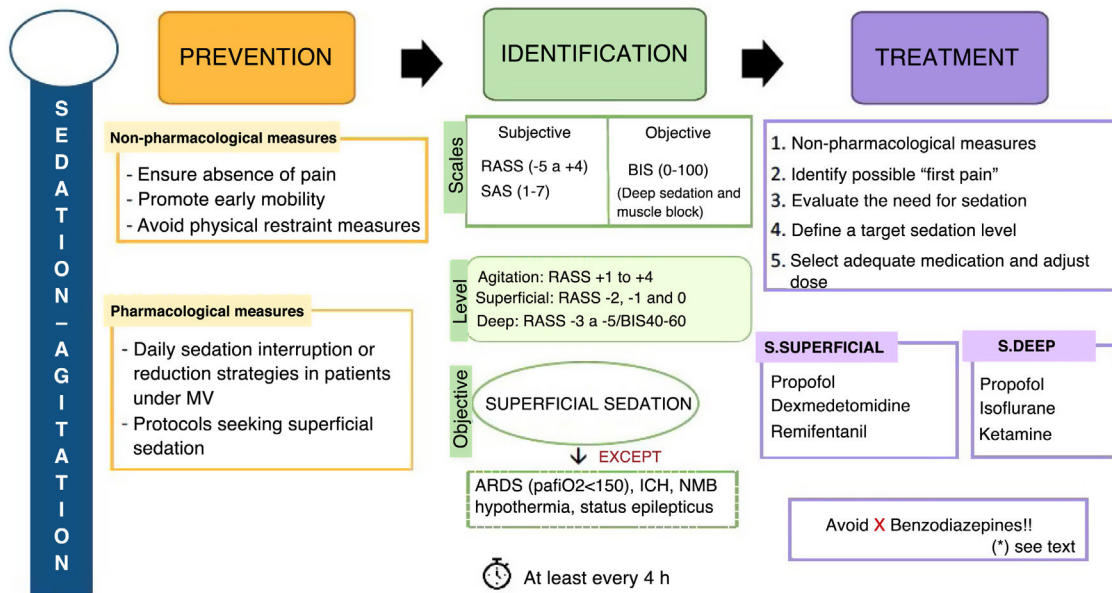 SEDATION–AGITATION
PREVENTION
Non-pharmacological measures
- Ensure absence of pain
- Promote early mobility
- Avoid physical restraint measures
Pharmacological measures
- Daily sedation interruption or
reduction strategies in patients
under MV
- Protocols seeking superficial
sedation
IDENTIFICATION
Scales
Subjective
RASS (-5 a +4)
SAS (1-7)
Objective
BIS (0-100)
(Deep sedation and
muscle block)
Level
Agitation: RASS +1 to +4
Superficial: RASS -2, -1 and 0
Deep: RASS -3 a -5/BIS40-60
Objective
SUPERFICIAL SEDATION
EXCEPT
ARDS (pafiO2<150), ICH, NMB
hypothermia, status epilepticus
At least every 4 h
TREATMENT
1. Non-pharmacological measures
2. Identify possible “first pain”
3. Evaluate the need for sedation
4. Define a target sedation level
5. Select adequate medication and adjust
dose
S.SUPERFICIAL
Propofol
Dexmedetomidine
Remifentanil
S.DEEP
Propofol
Isoflurane
Ketamine
Avoid X Benzodiazepines!!
(*) see text